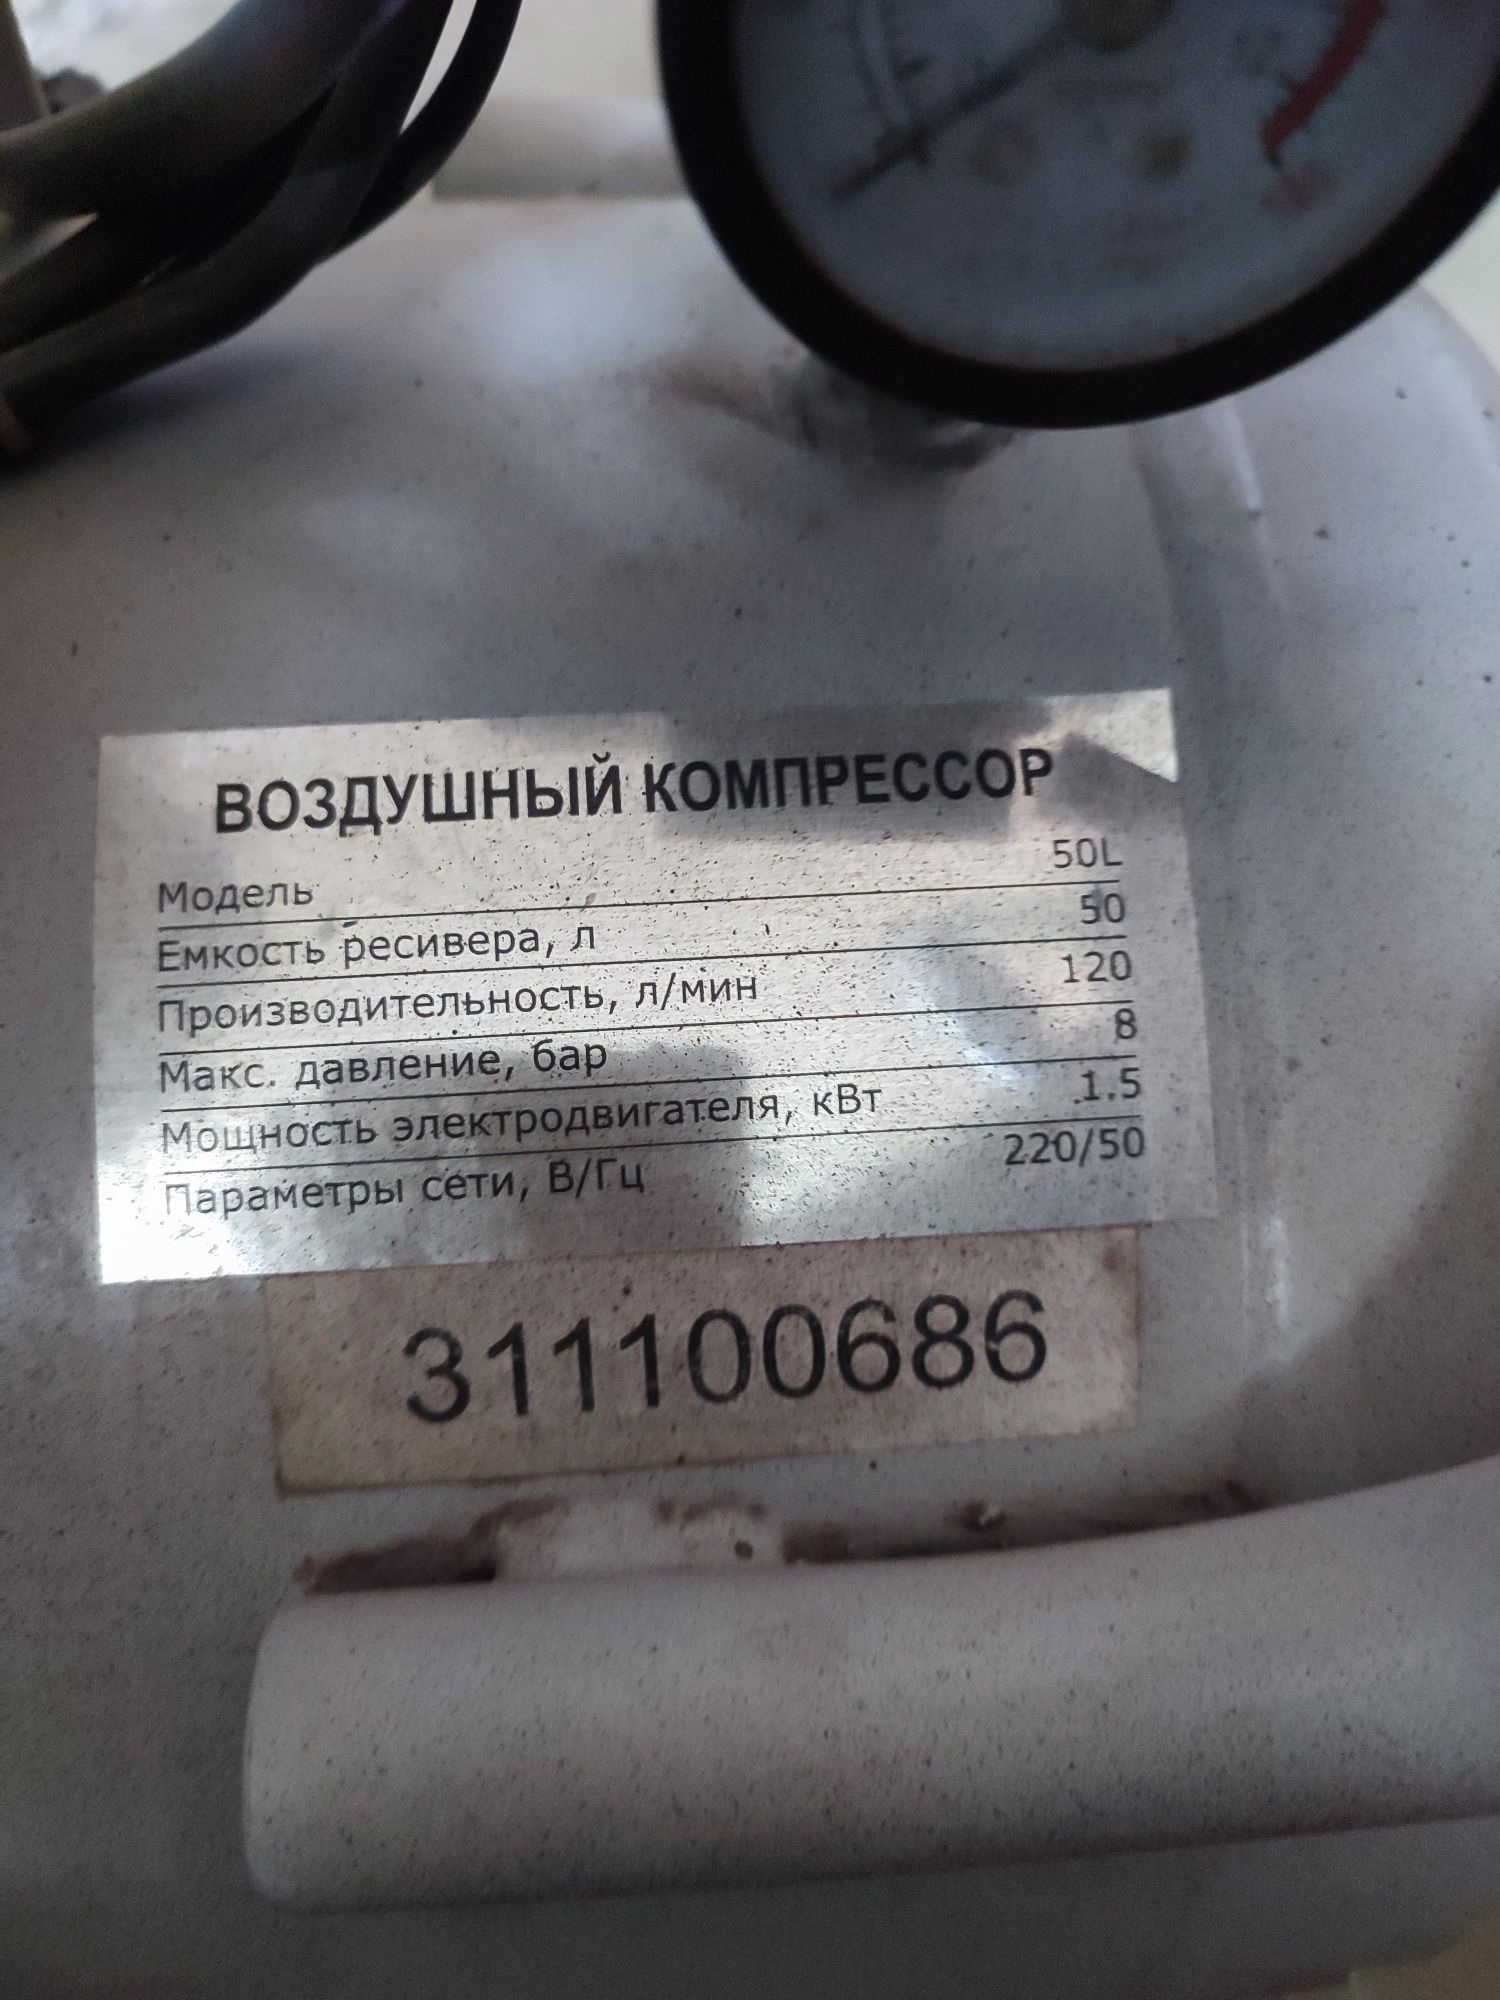 ВОЗДУШНЫЙ КОМПРЕССОР
Модель 50L
Емкость ресивера, л 50
Производительность, л/мин 120
Макс. давление, бар 8
Мощность электродвигателя, кВт 1.5
Параметры сети, В/Гц 220/50
311100686